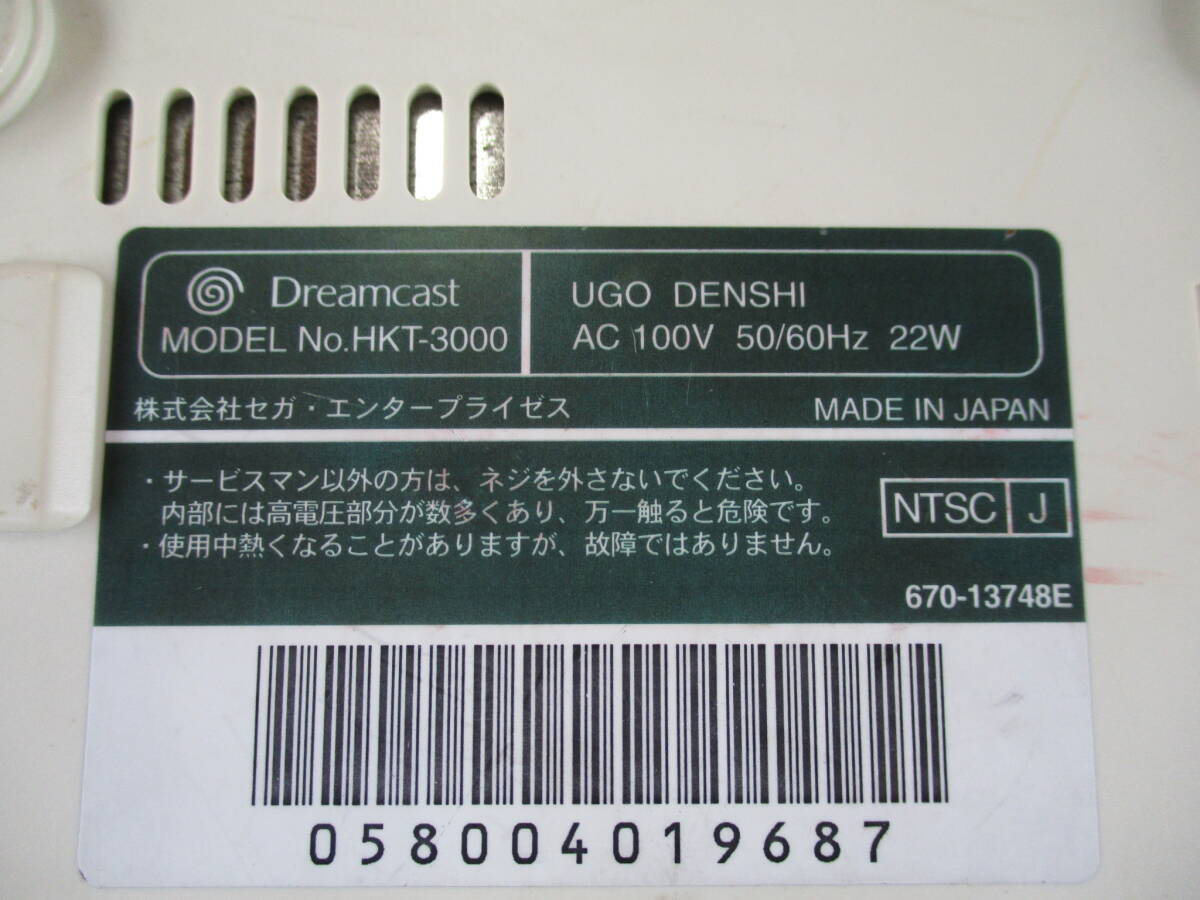 Dreamcast
MODEL No.HKT-3000
UGO DENSHI
AC 100V 50/60Hz 22W
株式会社セガ・エンタープライゼス
MADE IN JAPAN
・サービスマン以外の方は、ネジを外さないでください。
内部には高電圧部分が数多くあり、万一触ると危険です。
・使用中熱くなることがありますが、故障ではありません。
NTSC J
670-13748E
058004019687